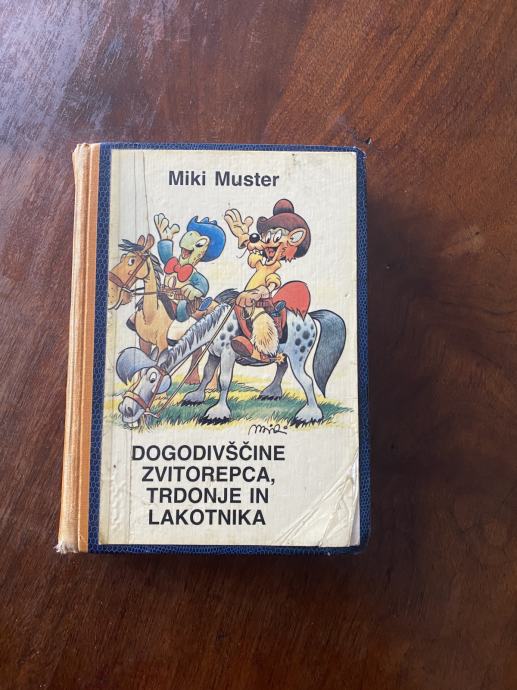 Miki Muster
DOGODIVŠČINE
ZVITOREPCA,
TRDONJE IN
LAKOTNIKA